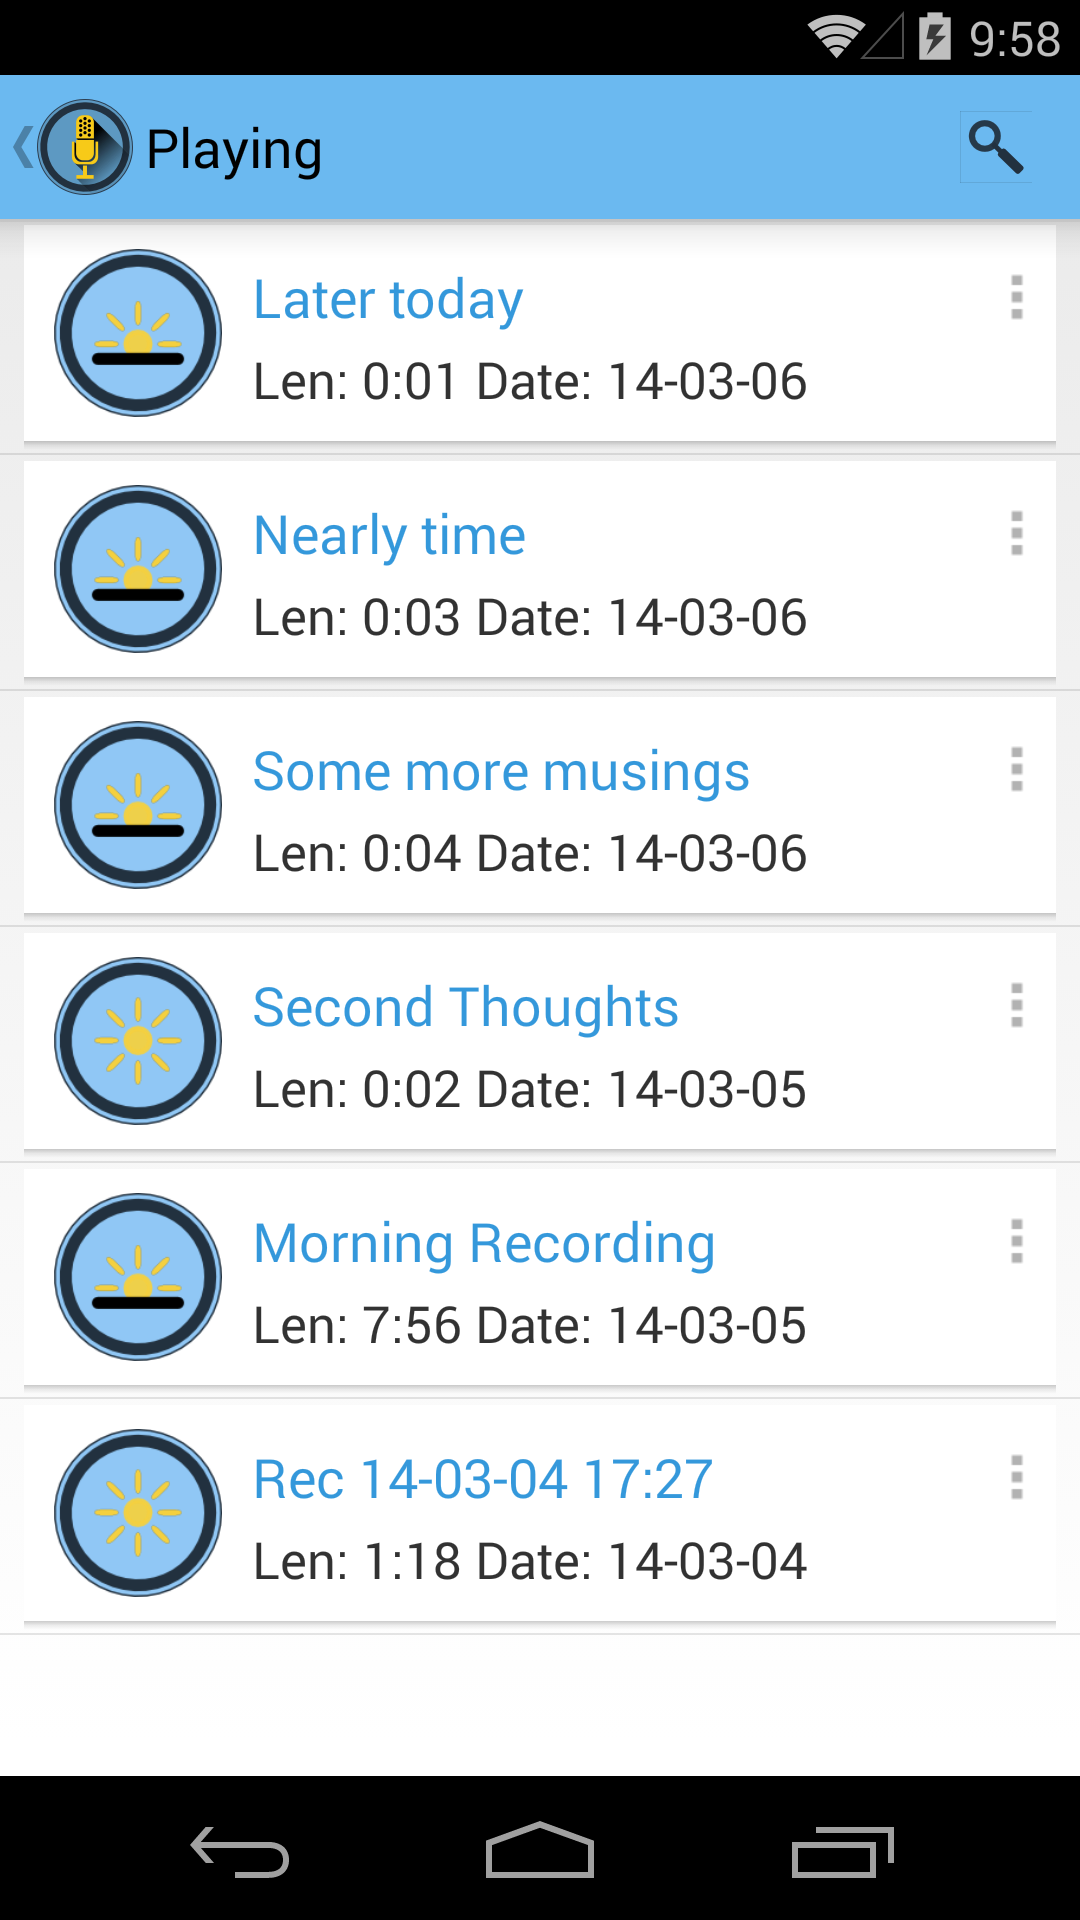 9:58
Playing
Later today
Len: 0:01 Date: 14-03-06
Nearly time
Len: 0:03 Date: 14-03-06
Some more musings
Len: 0:04 Date: 14-03-06
Second Thoughts
Len: 0:02 Date: 14-03-05
Morning Recording
Len: 7:56 Date: 14-03-05
Rec 14-03-04 17:27
Len: 1:18 Date: 14-03-04